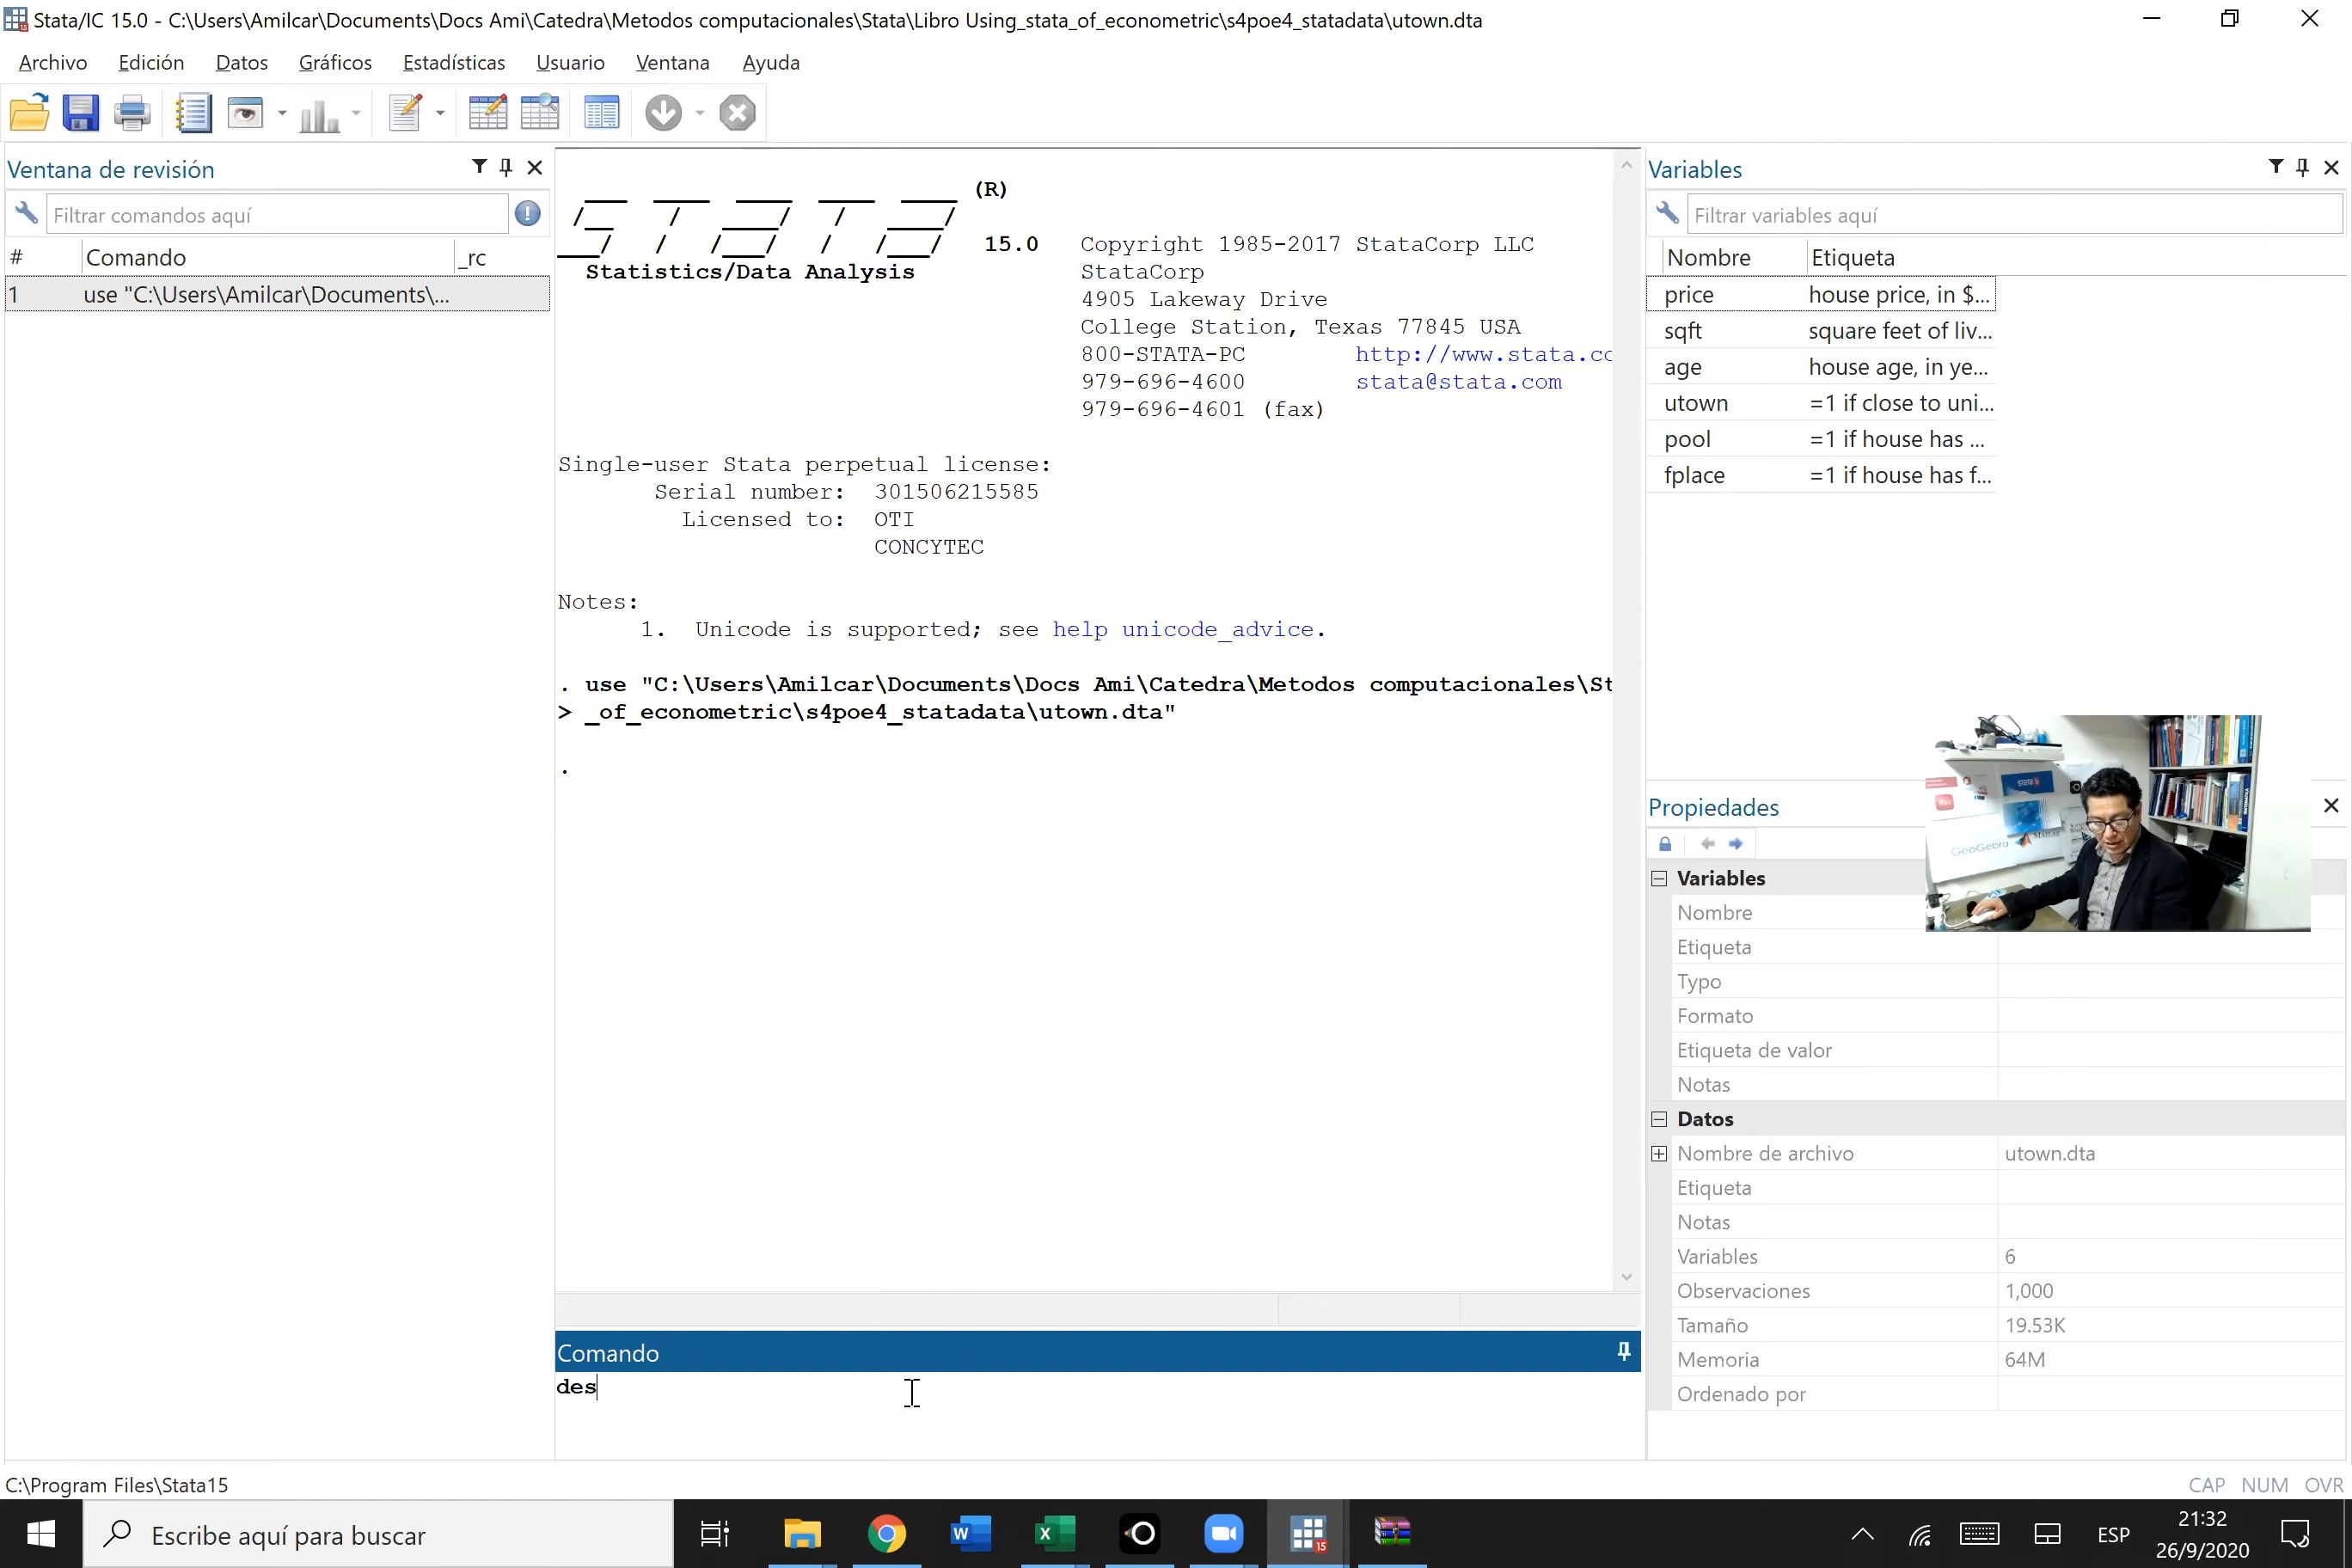 Stata/IC 15.0 - C:\Users\Amilcar\Documents\Docs Ami\Catedra\Metodos computacionales\Stata\Libro Using_stata_of_econometric\s4poe4_statadata\utown.dta
Archivo Edición Datos Gráficos Estadísticas Usuario Ventana Ayuda
Ventana de revisión
Filtrar comandos aquí
# Comando _rc
1 use "C:\Users\Amilcar\Documents\...
(R)
STATA
15.0 Copyright 1985-2017 StataCorp LLC
Statistics/Data Analysis StataCorp
4905 Lakeway Drive
College Station, Texas 77845 USA
800-STATA-PC http://www.stata.co
979-696-4600 stata@stata.com
979-696-4601 (fax)
Single-user Stata perpetual license:
Serial number: 301506215585
Licensed to: OTI
CONCYTEC
Notes:
1. Unicode is supported; see help unicode_advice.
. use "C:\Users\Amilcar\Documents\Docs Ami\Catedra\Metodos computacionales\St
> _of_econometric\s4poe4_statadata\utown.dta"
.
Comando
des
Variables
Filtrar variables aquí
Nombre Etiqueta
price house price, in $...
sqft square feet of liv...
age house age, in ye...
utown =1 if close to uni...
pool =1 if house has ...
fplace =1 if house has f...
Propiedades
Variables
Nombre
Etiqueta
Typo
Formato
Etiqueta de valor
Notas
Datos
Nombre de archivo utown.dta
Etiqueta
Notas
Variables 6
Observaciones 1,000
Tamaño 19.53K
Memoria 64M
Ordenado por
stata
GeoGebra
MATLAB
C:\Program Files\Stata15
CAP NUM OVR
Escribe aquí para buscar
15
ESP
21:32
26/9/2020